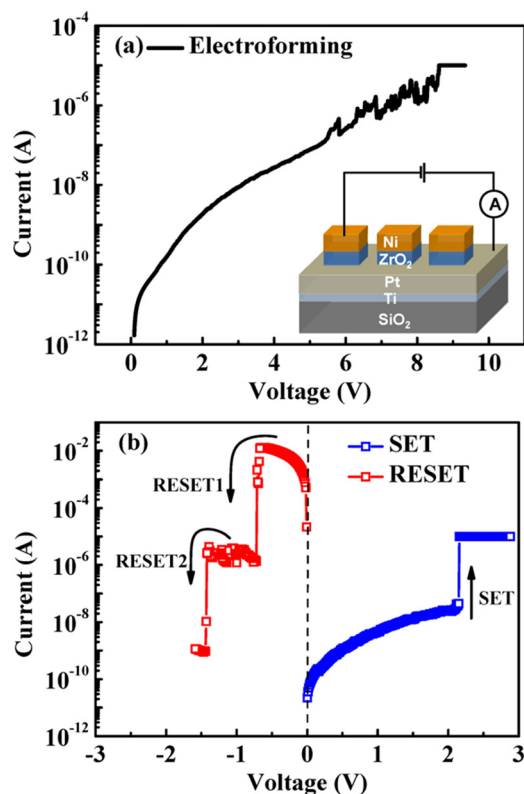 (a) Electroforming
Current (A)
10⁻⁴
10⁻⁶
10⁻⁸
10⁻¹⁰
10⁻¹²
A
Ni
ZrO₂
Pt
Ti
SiO₂
0 2 4 6 8 10
Voltage (V)
(b) SET
RESET
RESET1
RESET2
SET
Current (A)
10⁰
10⁻²
10⁻⁴
10⁻⁶
10⁻⁸
10⁻¹⁰
10⁻¹²
-3 -2 -1 0 1 2 3
Voltage (V)